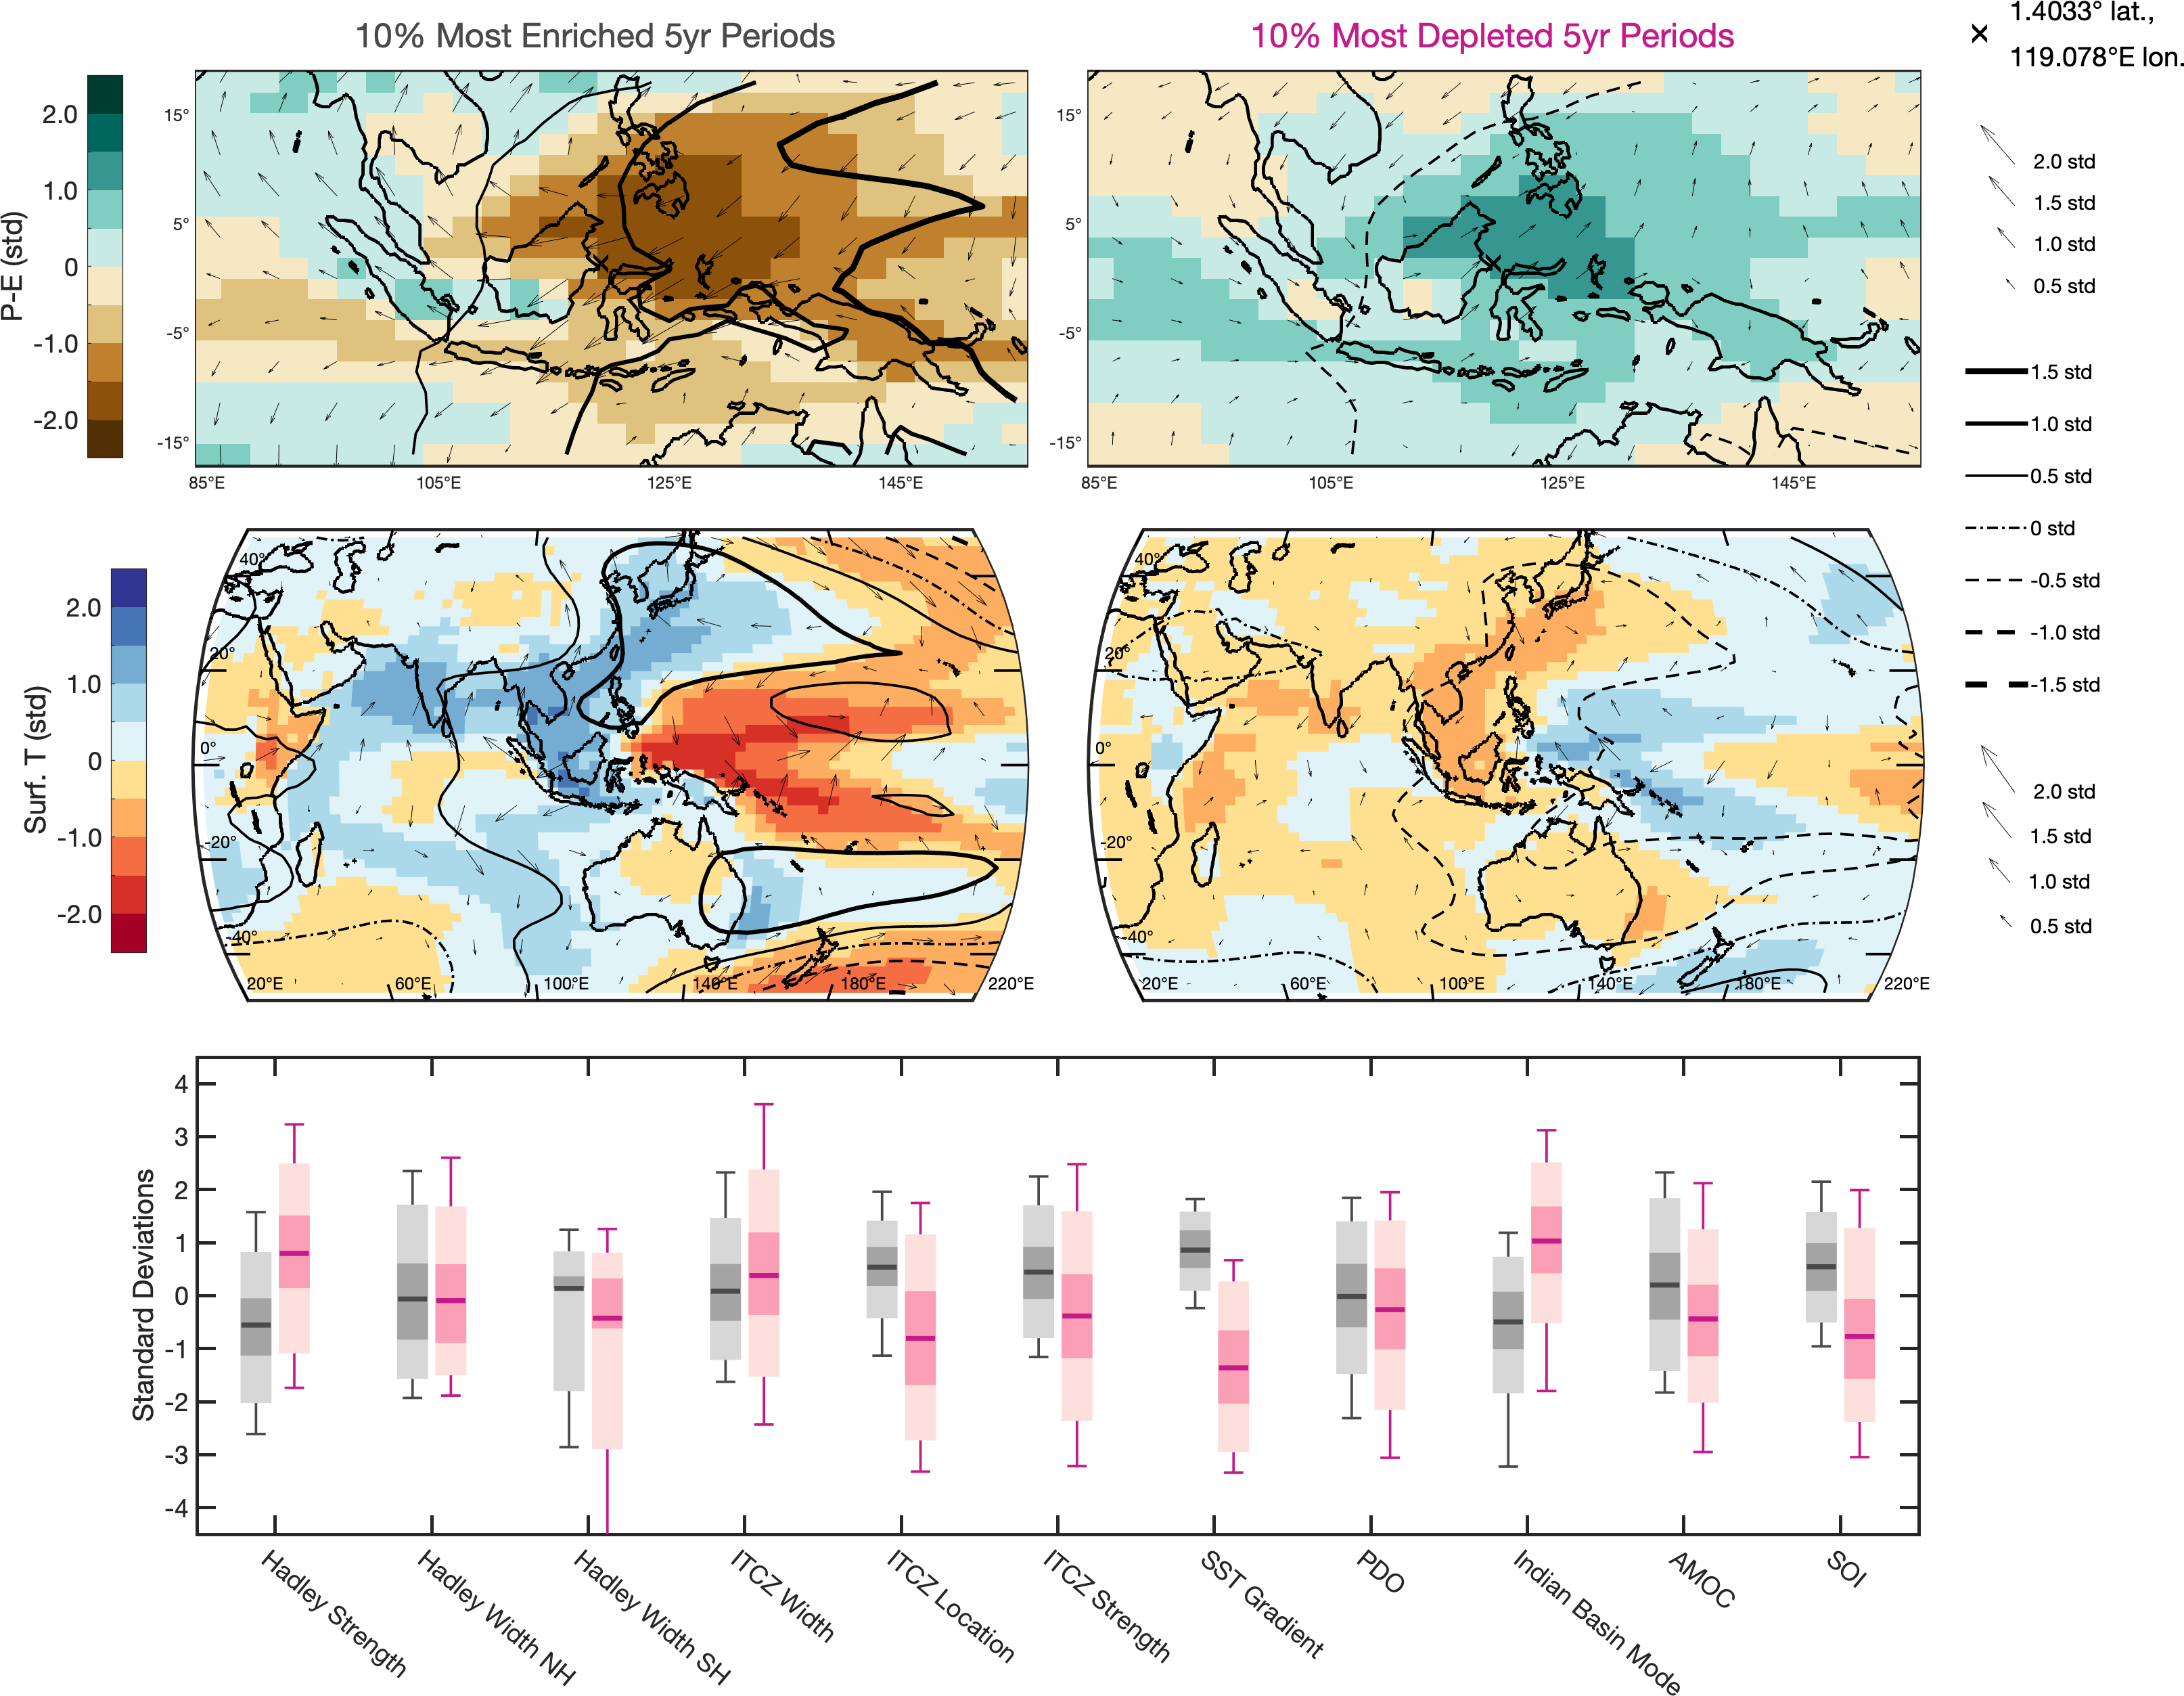 10% Most Enriched 5yr Periods
10% Most Depleted 5yr Periods
1.4033° lat.,
119.078°E lon.
P-E (std)
2.0
1.0
0
-1.0
-2.0
15°
5°
-5°
-15°
85°E
105°E
125°E
145°E
15°
5°
-5°
-15°
85°E
105°E
125°E
145°E
2.0 std
1.5 std
1.0 std
0.5 std
1.5 std
1.0 std
0.5 std
0 std
-0.5 std
-1.0 std
-1.5 std
Surf. T (std)
2.0
1.0
0
-1.0
-2.0
40°
20°
0°
-20°
-40°
20°E
60°E
100°E
140°E
180°E
220°E
40°
20°
0°
-20°
-40°
20°E
60°E
100°E
140°E
180°E
220°E
2.0 std
1.5 std
1.0 std
0.5 std
Standard Deviations
4
3
2
1
0
-1
-2
-3
-4
Hadley Strength
Hadley Width NH
Hadley Width SH
ITCZ Width
ITCZ Location
ITCZ Strength
SST Gradient
PDO
Indian Basin Mode
AMOC
SOI